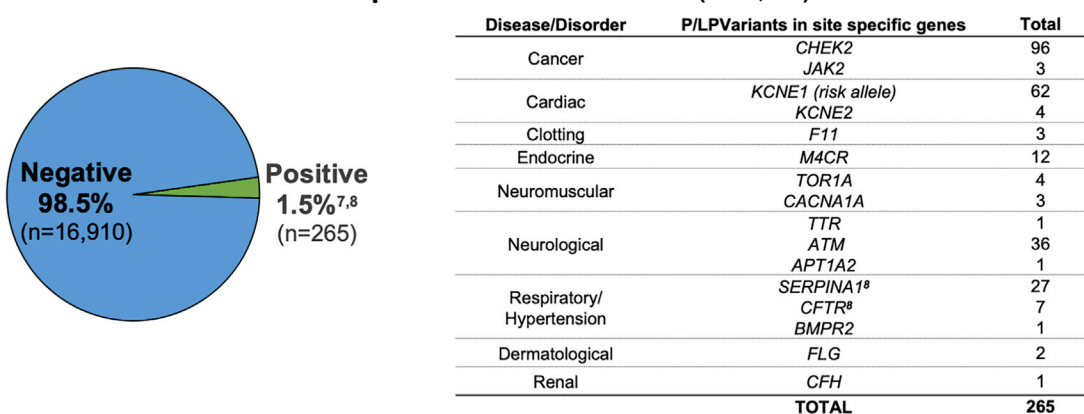 Negative
98.5%
(n=16,910)
Positive
1.5%7,8
(n=265)
Disease/Disorder P/LPVariants in site specific genes Total
Cancer CHEK2 96
JAK2 3
Cardiac KCNE1 (risk allele) 62
KCNE2 4
Clotting F11 3
Endocrine M4CR 12
Neuromuscular TOR1A 4
CACNA1A 3
Neurological TTR 1
ATM 36
APT1A2 1
Respiratory/ Hypertension SERPINA18 27
CFTR8 7
BMPR2 1
Dermatological FLG 2
Renal CFH 1
TOTAL 265